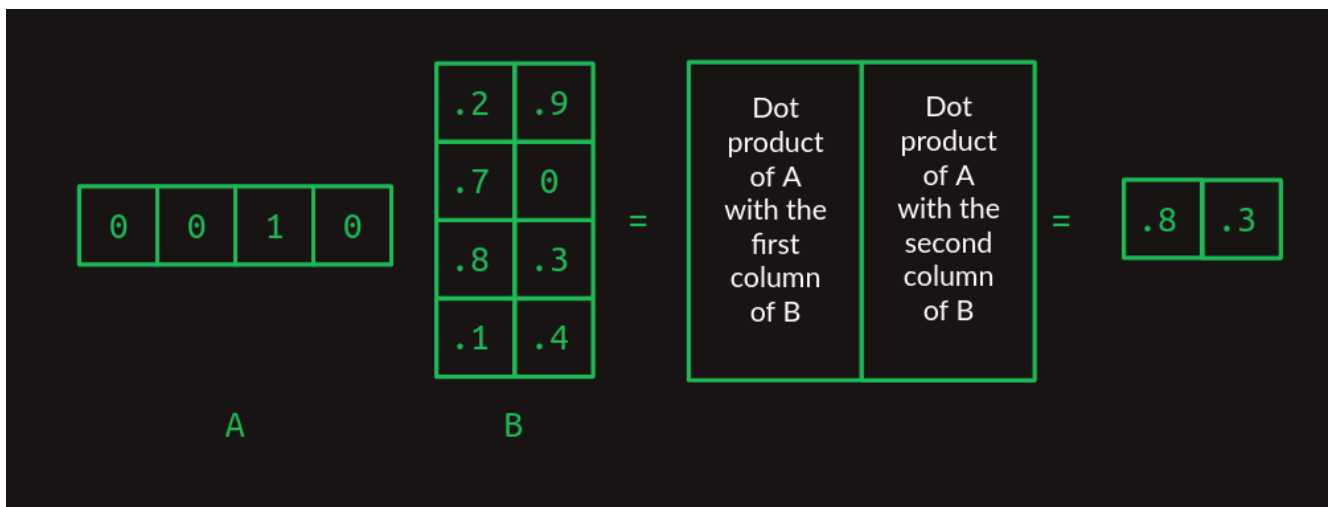 0 0 1 0
A
.2 .9
.7 0
.8 .3
.1 .4
B
=
Dot
product
of A
with the
first
column
of B
Dot
product
of A
with the
second
column
of B
=
.8 .3